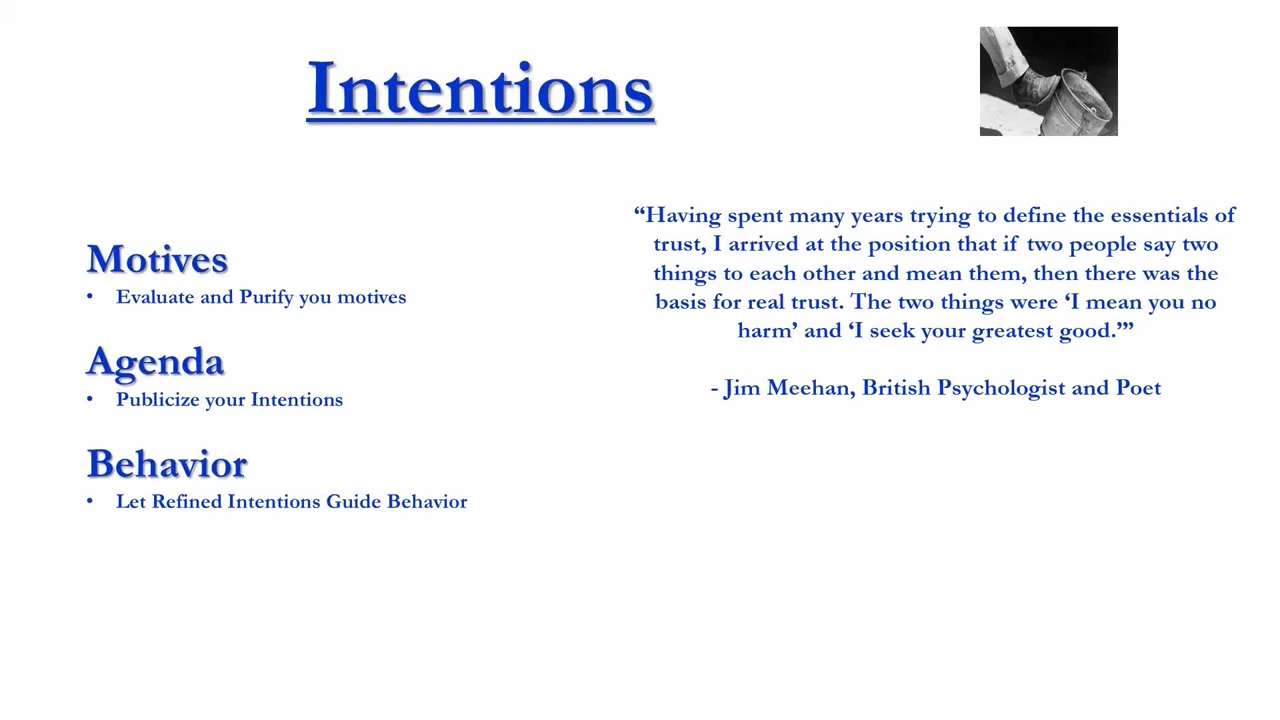 Intentions
Motives
• Evaluate and Purify you motives
Agenda
• Publicize your Intentions
Behavior
• Let Refined Intentions Guide Behavior
“Having spent many years trying to define the essentials of
trust, I arrived at the position that if two people say two
things to each other and mean them, then there was the
basis for real trust. The two things were ‘I mean you no
harm’ and ‘I seek your greatest good.’”
- Jim Meehan, British Psychologist and Poet